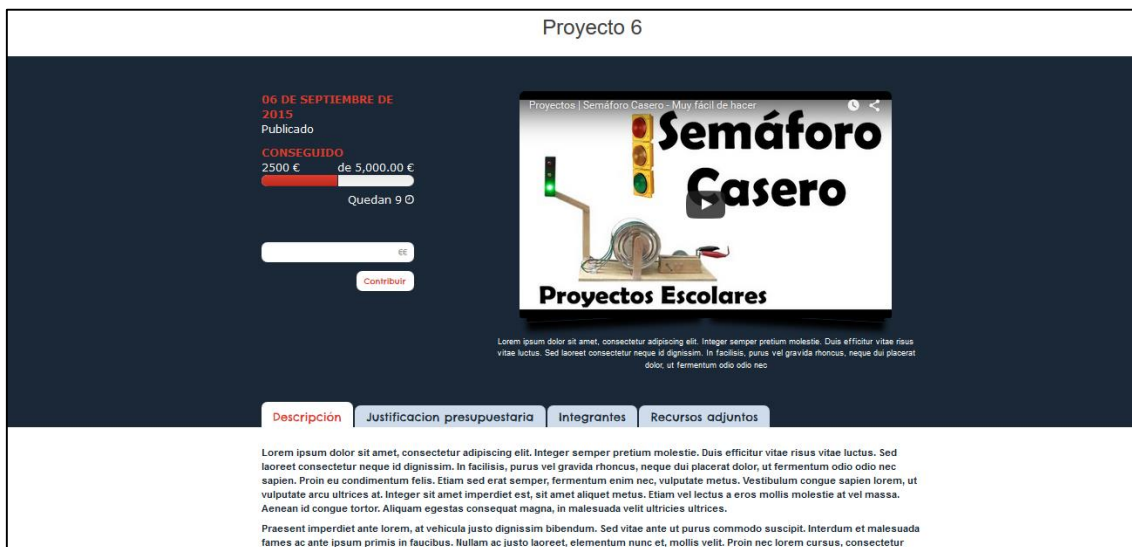 Proyecto 6
06 DE SEPTIEMBRE DE
2015
Publicado
CONSEGUIDO
2500 € de 5,000.00 €
Quedan 9
€€
Contribuir
Proyectos | Semáforo Casero - Muy fácil de hacer
Semáforo
Casero
Proyectos Escolares
Lorem ipsum dolor sit amet, consectetur adipiscing elit. Integer semper pretium molestie. Duis efficitur vitae risus
vitae luctus. Sed laoreet consectetur neque id dignissim. In facilisis, purus vel gravida rhoncus, neque dui placerat
dolor, ut fermentum odio odio nec
Descripción Justificacion presupuestaria Integrantes Recursos adjuntos
Lorem ipsum dolor sit amet, consectetur adipiscing elit. Integer semper pretium molestie. Duis efficitur vitae risus vitae luctus. Sed
laoreet consectetur neque id dignissim. In facilisis, purus vel gravida rhoncus, neque dui placerat dolor, ut fermentum odio odio nec
sapien. Proin eu condimentum felis. Etiam sed erat semper, fermentum enim nec, vulputate metus. Vestibulum congue sapien lorem, ut
vulputate arcu ultrices at. Integer sit amet imperdiet est, sit amet aliquet metus. Etiam vel lectus a eros mollis molestie at vel massa.
Aenean id congue tortor. Aliquam egestas consequat magna, in malesuada velit ultricies ultrices.
Praesent imperdiet ante lorem, at vehicula justo dignissim bibendum. Sed vitae ante ut purus commodo suscipit. Interdum et malesuada
fames ac ante ipsum primis in faucibus. Nullam ac justo laoreet, elementum nunc et, mollis velit. Proin nec lorem cursus, consectetur